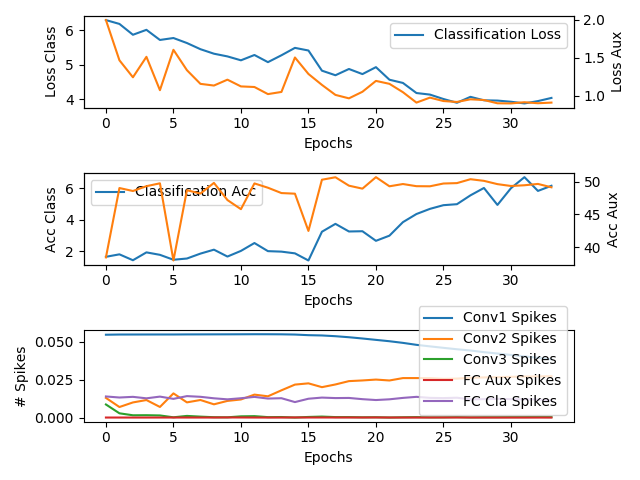 Loss Class
6
5
4
Classification Loss
2.0
1.5
1.0
Loss Aux
0 5 10 15 20 25 30
Epochs
Acc Class
6
4
2
Classification Acc
50
45
40
Acc Aux
0 5 10 15 20 25 30
Epochs
# Spikes
0.050
0.025
0.000
Conv1 Spikes
Conv2 Spikes
Conv3 Spikes
FC Aux Spikes
FC Cla Spikes
0 5 10 15 20 25 30
Epochs